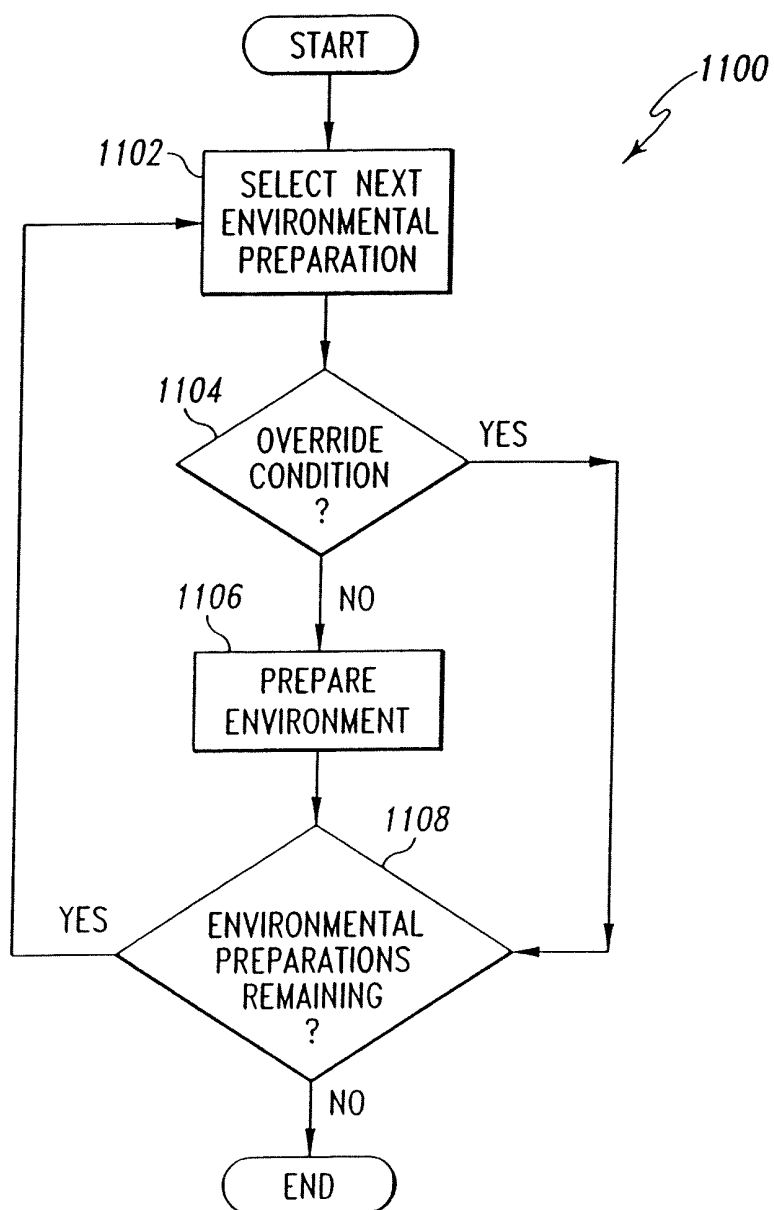 START
1100
1102
SELECT NEXT
ENVIRONMENTAL
PREPARATION
1104
OVERRIDE
CONDITION
?
YES
NO
1106
PREPARE
ENVIRONMENT
1108
YES
ENVIRONMENTAL
PREPARATIONS
REMAINING
?
NO
END